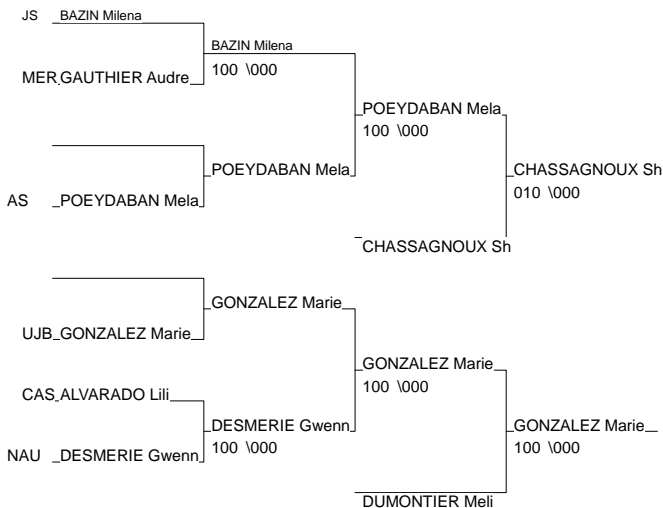 JS BAZIN Milena
BAZIN Milena
100 \000
MER GAUTHIER Audre
POEYDABAN Mela
100 \000
POEYDABAN Mela
CHASSAGNOUX Sh
010 \000
AS POEYDABAN Mela
CHASSAGNOUX Sh
GONZALEZ Marie
UJB GONZALEZ Marie
GONZALEZ Marie
100 \000
CAS ALVARADO Lili
DESMERIE Gwenn
100 \000
GONZALEZ Marie
100 \000
NAU DESMERIE Gwenn
DUMONTIER Meli